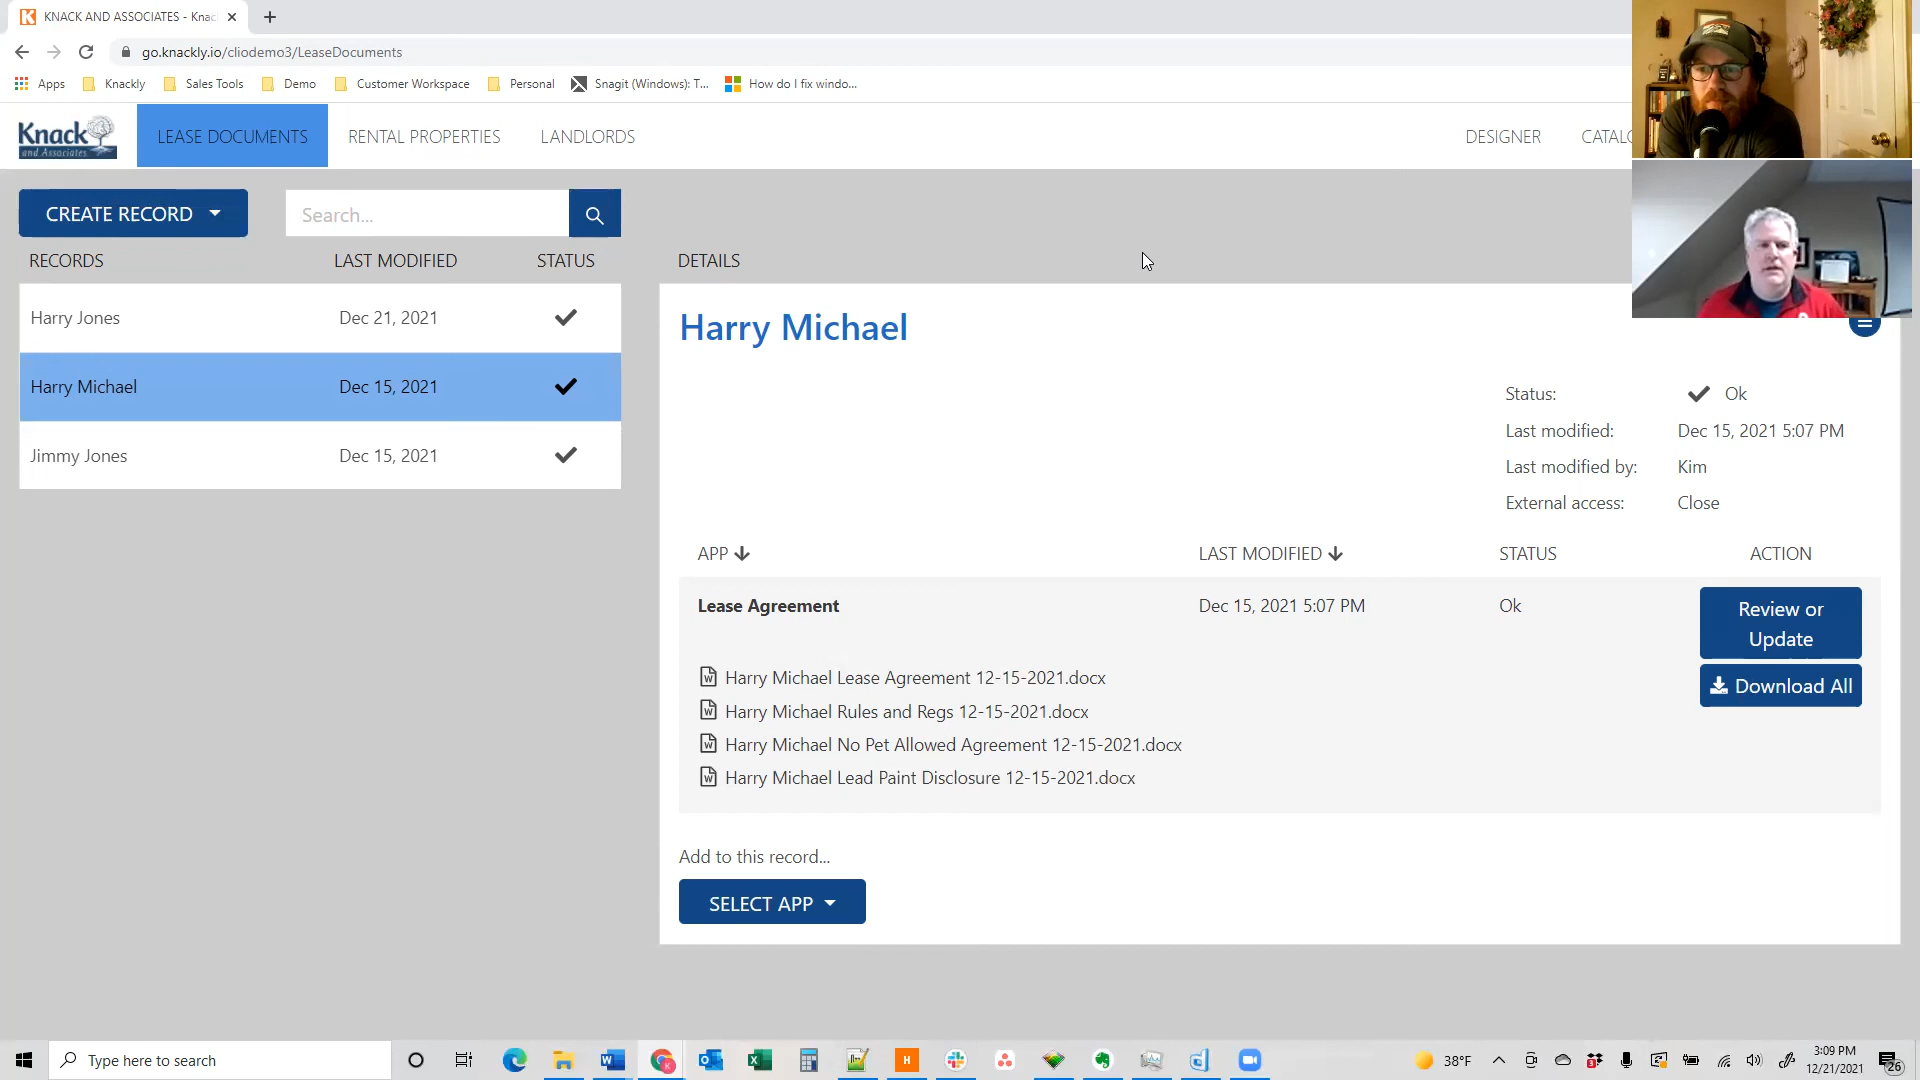 KNACK AND ASSOCIATES - Knac
go.knackly.io/cliodemo3/LeaseDocuments
Apps
Knackly
Sales Tools
Demo
Customer Workspace
Personal
Snagit (Windows): T...
How do I fix windo...
Knack
and Associates
LEASE DOCUMENTS
RENTAL PROPERTIES
LANDLORDS
DESIGNER
CATALO
CREATE RECORD
Search...
RECORDS LAST MODIFIED STATUS
Harry Jones Dec 21, 2021
Harry Michael Dec 15, 2021
Jimmy Jones Dec 15, 2021
DETAILS
Harry Michael
Status: Ok
Last modified: Dec 15, 2021 5:07 PM
Last modified by: Kim
External access: Close
APP LAST MODIFIED STATUS ACTION
Lease Agreement Dec 15, 2021 5:07 PM Ok
Review or
Update
Download All
Harry Michael Lease Agreement 12-15-2021.docx
Harry Michael Rules and Regs 12-15-2021.docx
Harry Michael No Pet Allowed Agreement 12-15-2021.docx
Harry Michael Lead Paint Disclosure 12-15-2021.docx
Add to this record...
SELECT APP
Type here to search
38°F
3:09 PM
12/21/2021
26